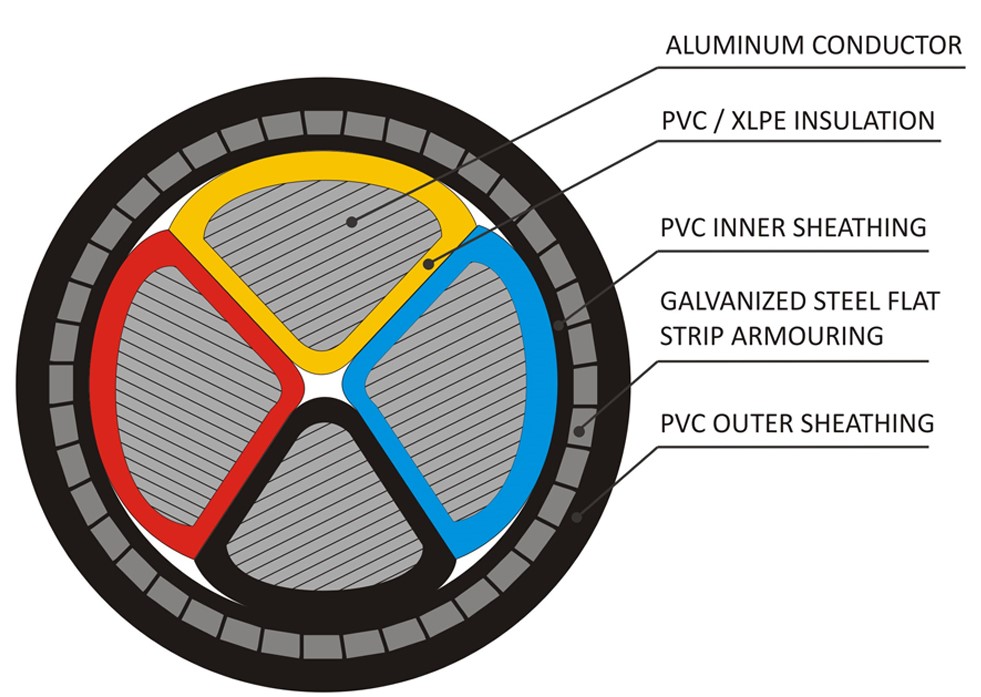 ALUMINUM CONDUCTOR
PVC / XLPE INSULATION
PVC INNER SHEATHING
GALVANIZED STEEL FLAT
STRIP ARMOURING
PVC OUTER SHEATHING